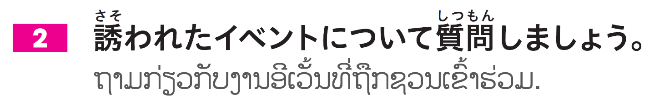 2 誘われたイベントについて質問しましょう。
ຖາມກ່ຽວກັບງານອີເວັ້ນທີ່ຖືກຊວນເຂົ້າຮ່ວມ.